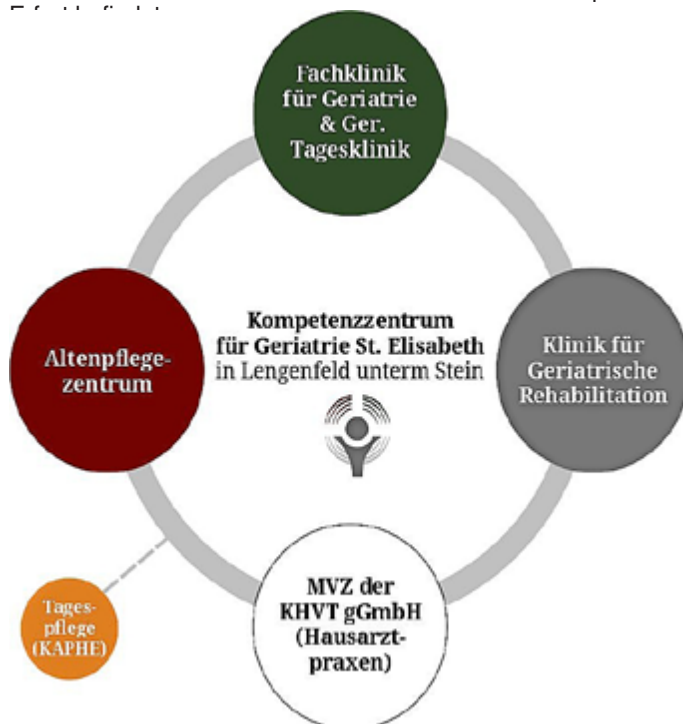 Fachklinik
für Geriatrie
& Ger.
Tagesklinik
Kompetenzzentrum
für Geriatrie St. Elisabeth
in Lengenfeld unterm Stein
Altenpflege-
zentrum
Klinik für
Geriatrische
Rehabilitation
MVZ der
KHVT gGmbH
(Hausarzt-
praxen)
Tages-
pflege
(KAPHE)